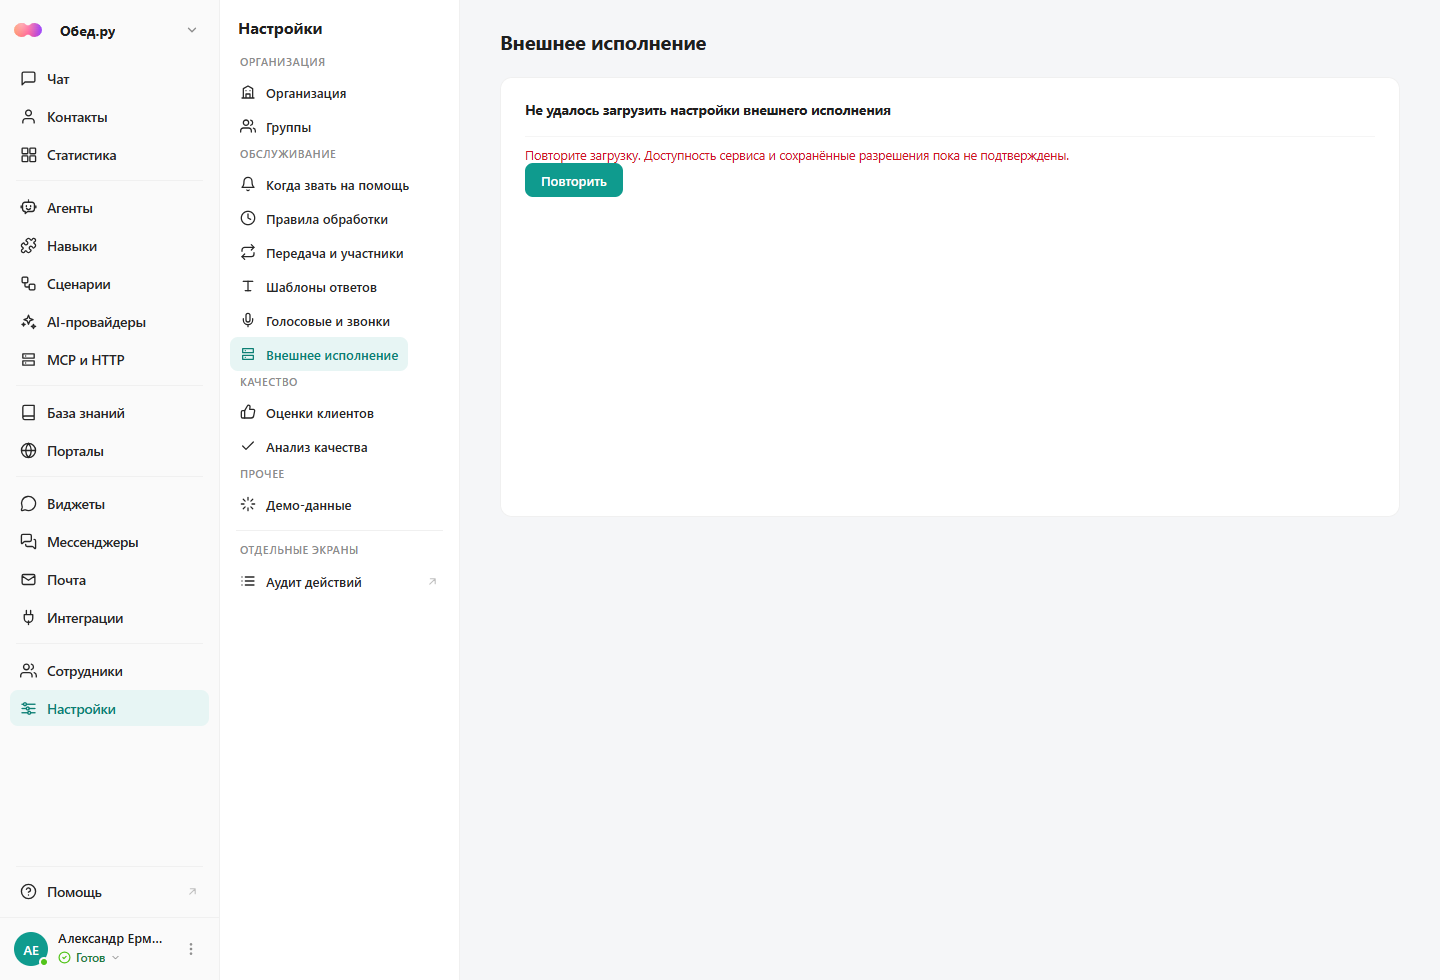 Обед.ру
Чат
Контакты
Статистика
Агенты
Навыки
Сценарии
AI-провайдеры
MCP и HTTP
База знаний
Порталы
Виджеты
Мессенджеры
Почта
Интеграции
Сотрудники
Настройки
Помощь
AE
Александр Ерм...
Готов
Настройки
ОРГАНИЗАЦИЯ
Организация
Группы
ОБСЛУЖИВАНИЕ
Когда звать на помощь
Правила обработки
Передача и участники
Шаблоны ответов
Голосовые и звонки
Внешнее исполнение
КАЧЕСТВО
Оценки клиентов
Анализ качества
ПРОЧЕЕ
Демо-данные
ОТДЕЛЬНЫЕ ЭКРАНЫ
Аудит действий
Внешнее исполнение
Не удалось загрузить настройки внешнего исполнения
Повторите загрузку. Доступность сервиса и сохранённые разрешения пока не подтверждены.
Повторить